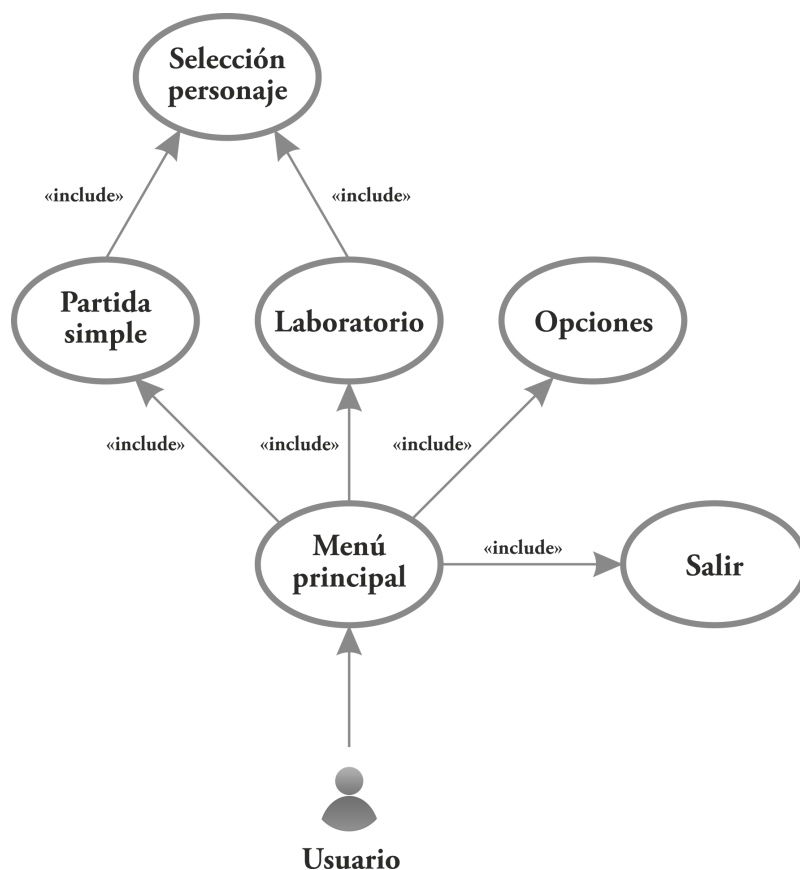 Selección
personaje
«include»
«include»
Partida
simple
Laboratorio
Opciones
«include»
«include»
«include»
Menú
principal
«include»
Salir
Usuario